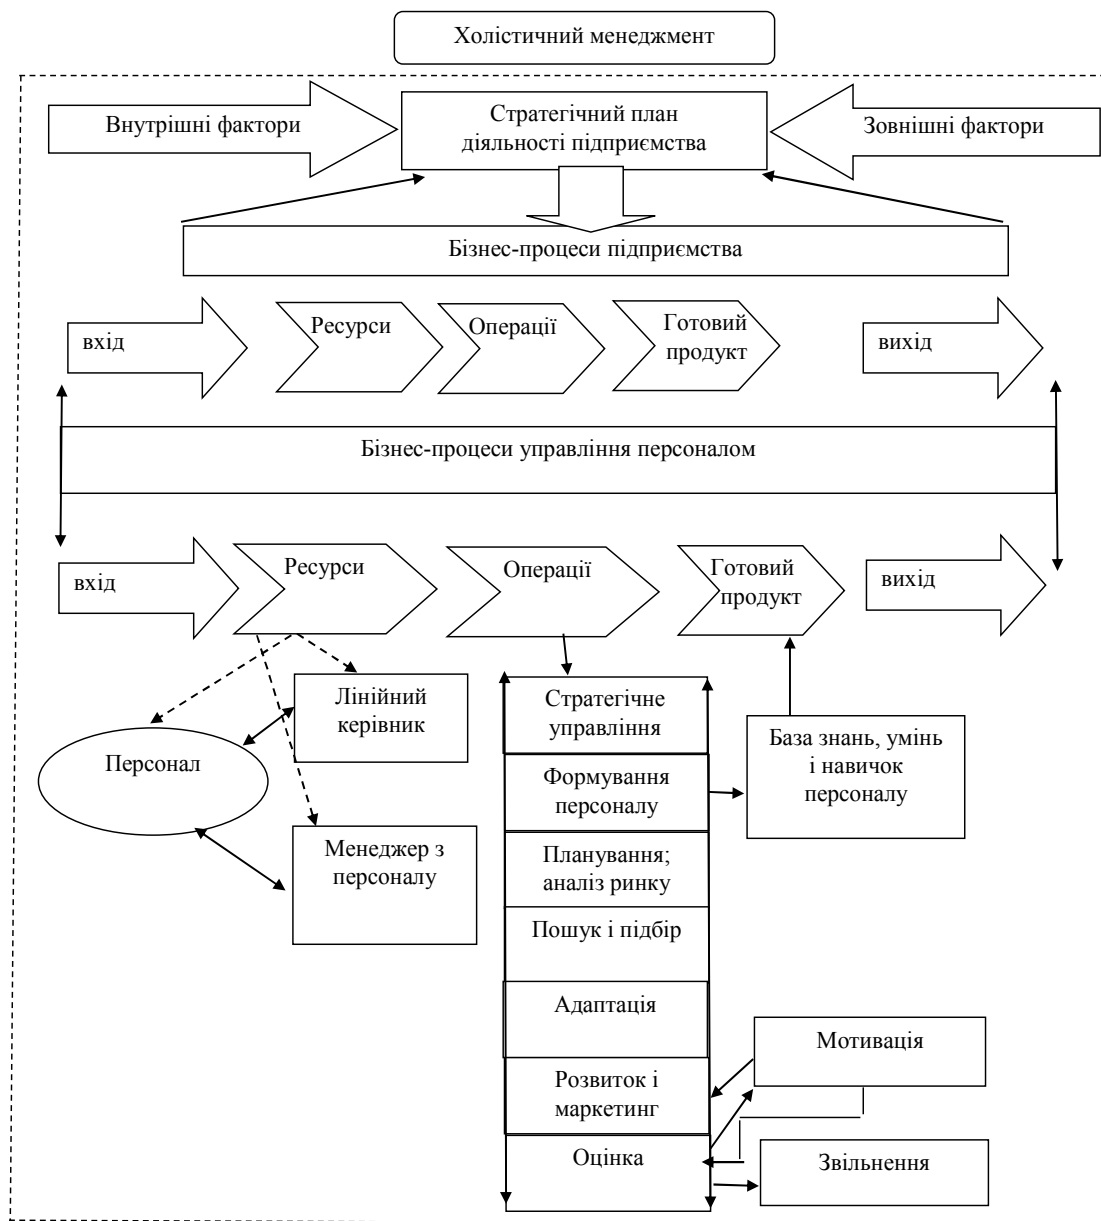 Холістичний менеджмент
Внутрішні фактори
Стратегічний план
діяльності підприємства
Зовнішні фактори
Бізнес-процеси підприємства
вхід
Ресурси
Операції
Готовий
продукт
вихід
Бізнес-процеси управління персоналом
вхід
Ресурси
Операції
Готовий
продукт
вихід
Персонал
Лінійний
керівник
Менеджер з
персоналу
Стратегічне
управління
Формування
персоналу
Планування;
аналіз ринку
Пошук і підбір
Адаптація
Розвиток і
маркетинг
Оцінка
База знань, умінь
і навичок
персоналу
Мотивація
Звільнення